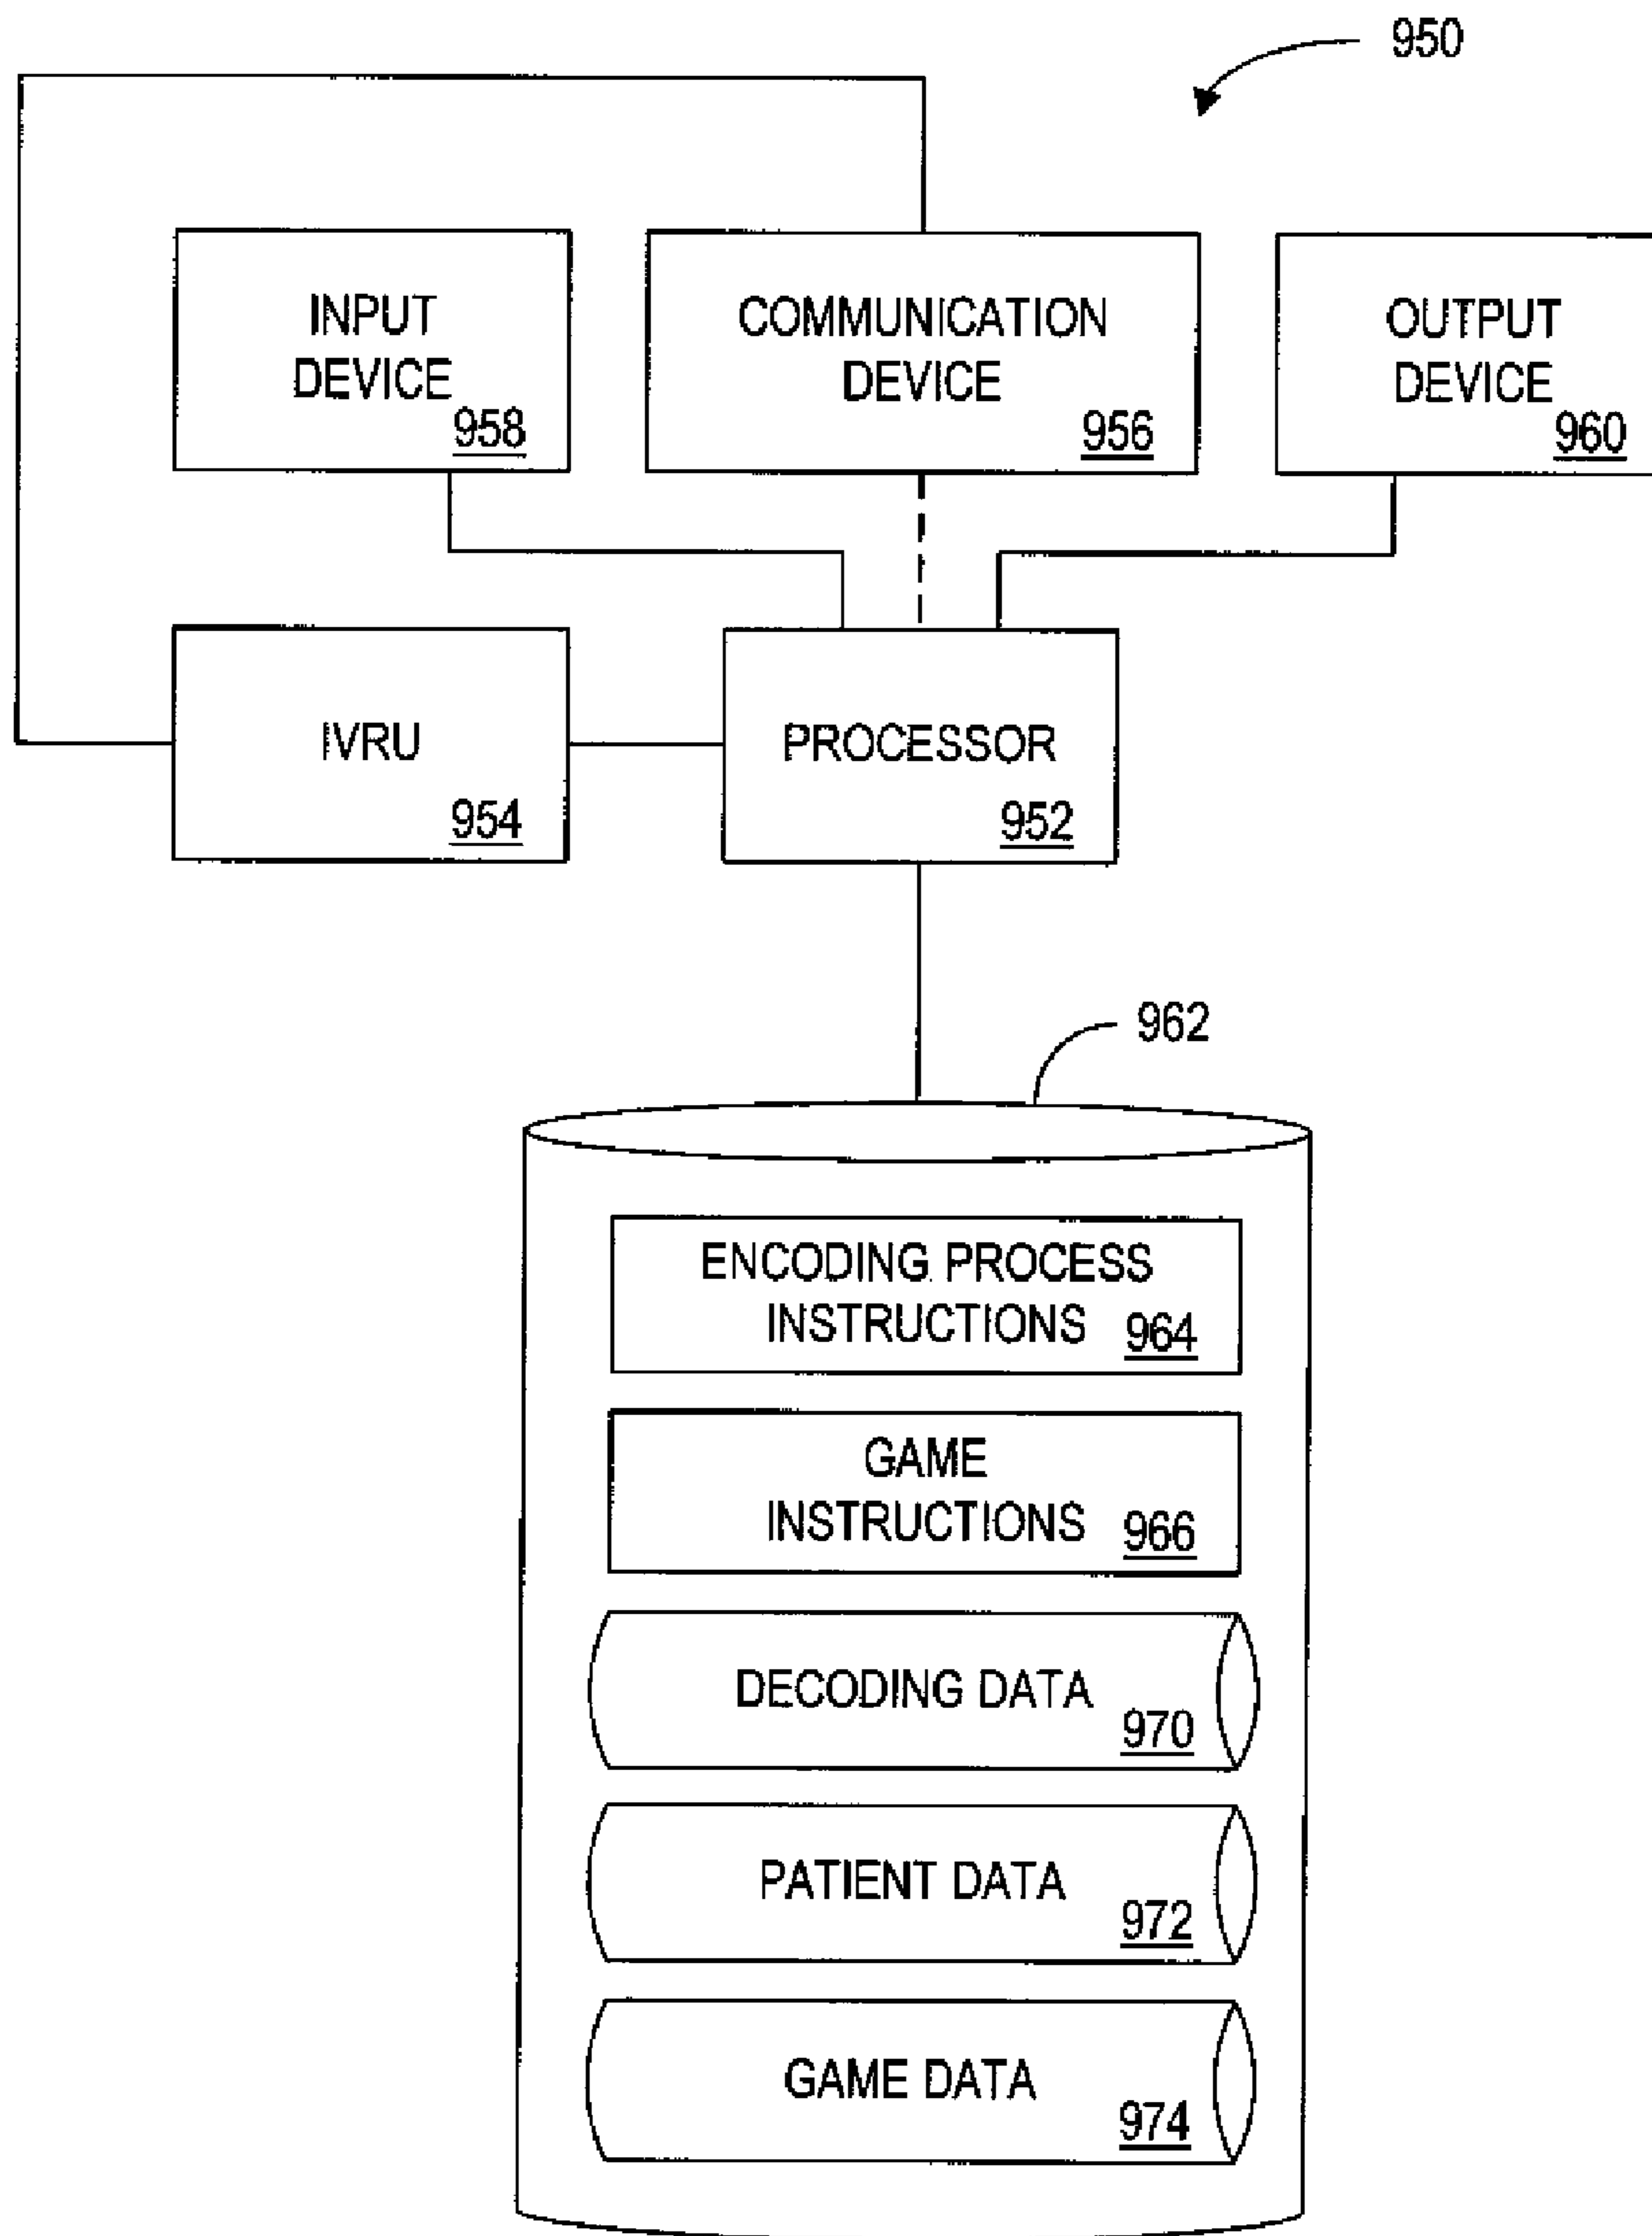 950
INPUT
DEVICE
958
COMMUNICATION
DEVICE
956
OUTPUT
DEVICE
960
IVRU
954
PROCESSOR
952
962
ENCODING PROCESS
INSTRUCTIONS 964
GAME
INSTRUCTIONS 966
DECODING DATA
970
PATIENT DATA
972
GAME DATA
974